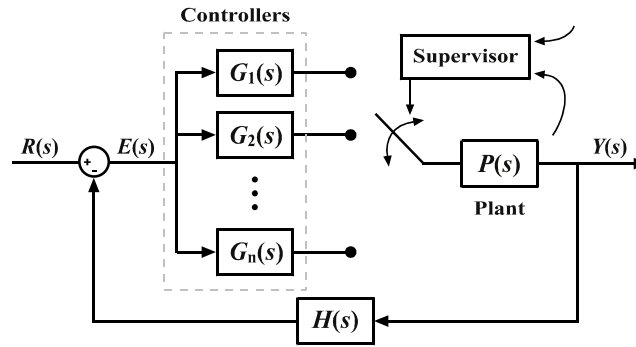 Controllers
G₁(s)
Supervisor
R(s)
+
-
E(s)
G₂(s)
P(s)
Y(s)
Plant
Gₙ(s)
H(s)